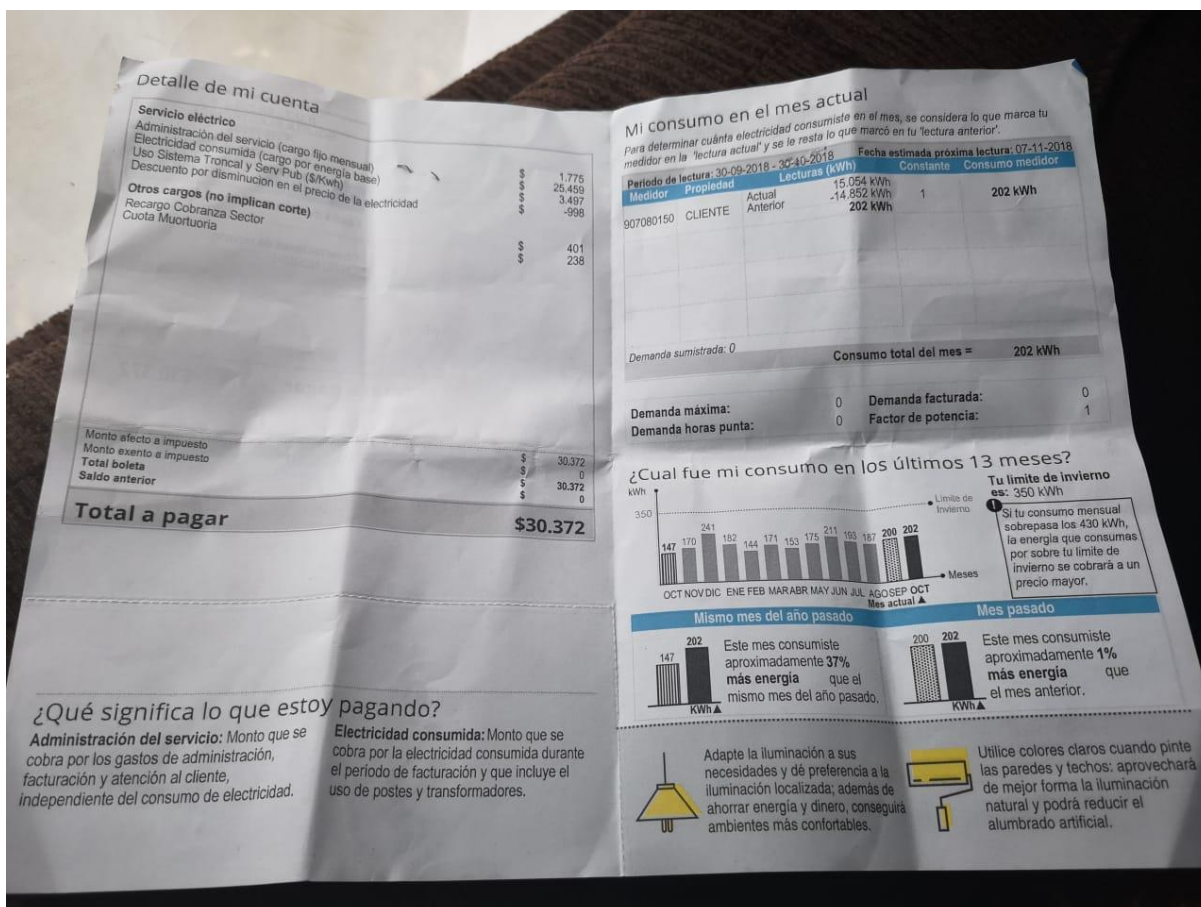 Detalle de mi cuenta
Servicio eléctrico
Administración del servicio (cargo fijo mensual) $ 1.775
Electricidad consumida (cargo por energía base) $ 25.459
Uso Sistema Troncal y Serv Pub ($/Kwh) $ 3.497
Descuento por disminucion en el precio de la electricidad $ -998
Otros cargos (no implican corte)
Recargo Cobranza Sector $ 401
Cuota Muortuoria $ 238
Monto afecto a impuesto $ 30.372
Monto exento a impuesto $ 0
Total boleta $ 30.372
Saldo anterior $ 0
Total a pagar $30.372
¿Qué significa lo que estoy pagando?
Administración del servicio: Monto que se
cobra por los gastos de administración,
facturación y atención al cliente,
independiente del consumo de electricidad.
Electricidad consumida: Monto que se
cobra por la electricidad consumida durante
el período de facturación y que incluye el
uso de postes y transformadores.
Mi consumo en el mes actual
Para determinar cuánta electricidad consumiste en el mes, se considera lo que marca tu
medidor en la 'lectura actual' y se le resta lo que marcó en tu 'lectura anterior'.
Periodo de lectura: 30-09-2018 - 30-10-2018 Fecha estimada próxima lectura: 07-11-2018
Medidor Propiedad Lecturas (kWh) Constante Consumo medidor
907080150 CLIENTE Actual 15.054 kWh 1 202 kWh
Anterior -14.852 kWh
202 kWh
Demanda sumistrada: 0 Consumo total del mes = 202 kWh
Demanda máxima: 0 Demanda facturada: 0
Demanda horas punta: 0 Factor de potencia: 1
¿Cual fue mi consumo en los últimos 13 meses?
kWh
350
Limite de
Invierno
147 170 241 182 144 171 153 175 211 193 187 200 202
Meses
OCT NOV DIC ENE FEB MAR ABR MAY JUN JUL AGO SEP OCT
Mes actual ▲
Tu limite de invierno
es: 350 kWh
Si tu consumo mensual
sobrepasa los 430 kWh,
la energia que consumas
por sobre tu limite de
invierno se cobrará a un
precio mayor.
Mismo mes del año pasado
147 202
KWh▲
Este mes consumiste
aproximadamente 37%
más energía que el
mismo mes del año pasado.
Mes pasado
200 202
KWh▲
Este mes consumiste
aproximadamente 1%
más energía que
el mes anterior.
Adapte la iluminación a sus
necesidades y dé preferencia a la
iluminación localizada; además de
ahorrar energía y dinero, conseguirá
ambientes más confortables.
Utilice colores claros cuando pinte
las paredes y techos: aprovechará
de mejor forma la iluminación
natural y podrá reducir el
alumbrado artificial.